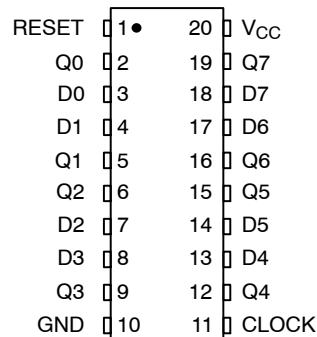 RESET 1 20 V_CC
Q0 2 19 Q7
D0 3 18 D7
D1 4 17 D6
Q1 5 16 Q6
Q2 6 15 Q5
D2 7 14 D5
D3 8 13 D4
Q3 9 12 Q4
GND 10 11 CLOCK